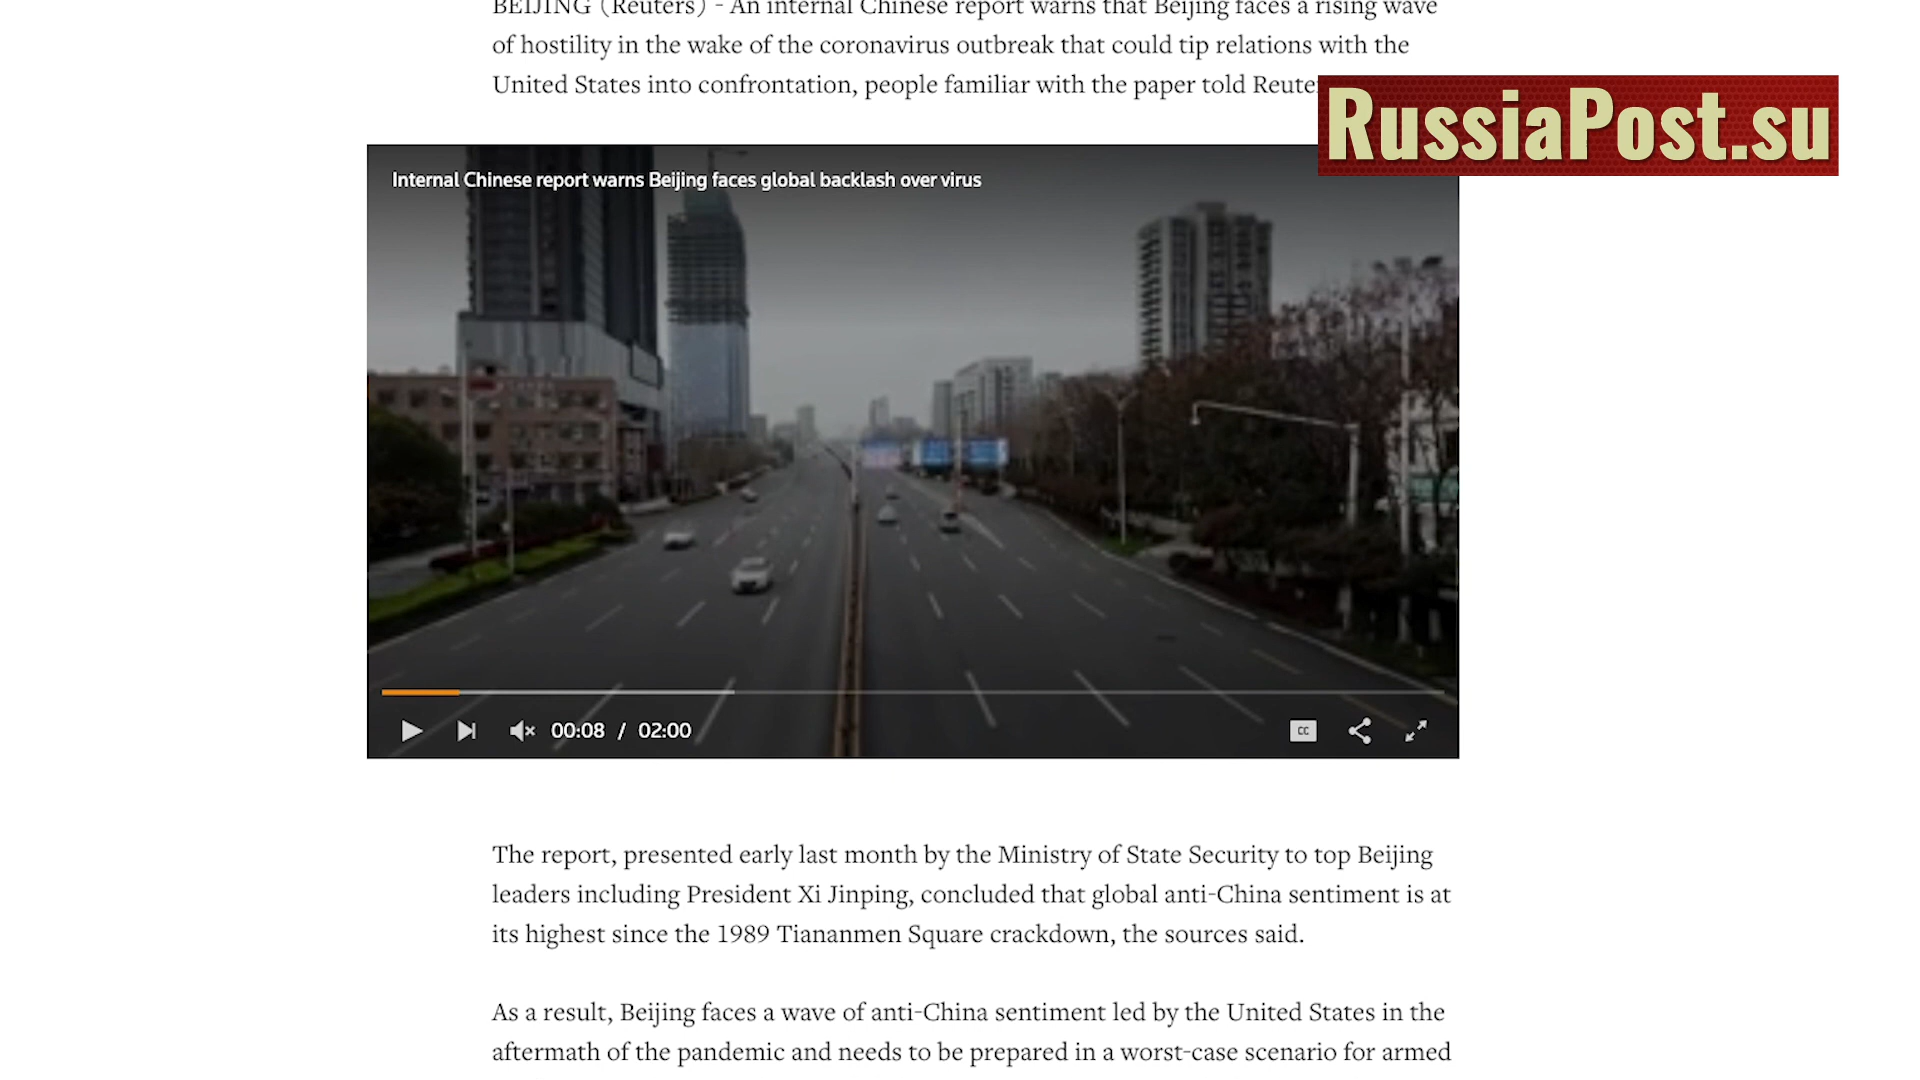 BEIJING (Reuters) - An internal Chinese report warns that Beijing faces a rising wave
of hostility in the wake of the coronavirus outbreak that could tip relations with the
United States into confrontation, people familiar with the paper told
RussiaPost.su
Internal Chinese report warns Beijing faces global backlash over virus
00:08 / 02:00
CC
The report, presented early last month by the Ministry of State Security to top Beijing
leaders including President Xi Jinping, concluded that global anti-China sentiment is at
its highest since the 1989 Tiananmen Square crackdown, the sources said.
As a result, Beijing faces a wave of anti-China sentiment led by the United States in the
aftermath of the pandemic and needs to be prepared in a worst-case scenario for armed